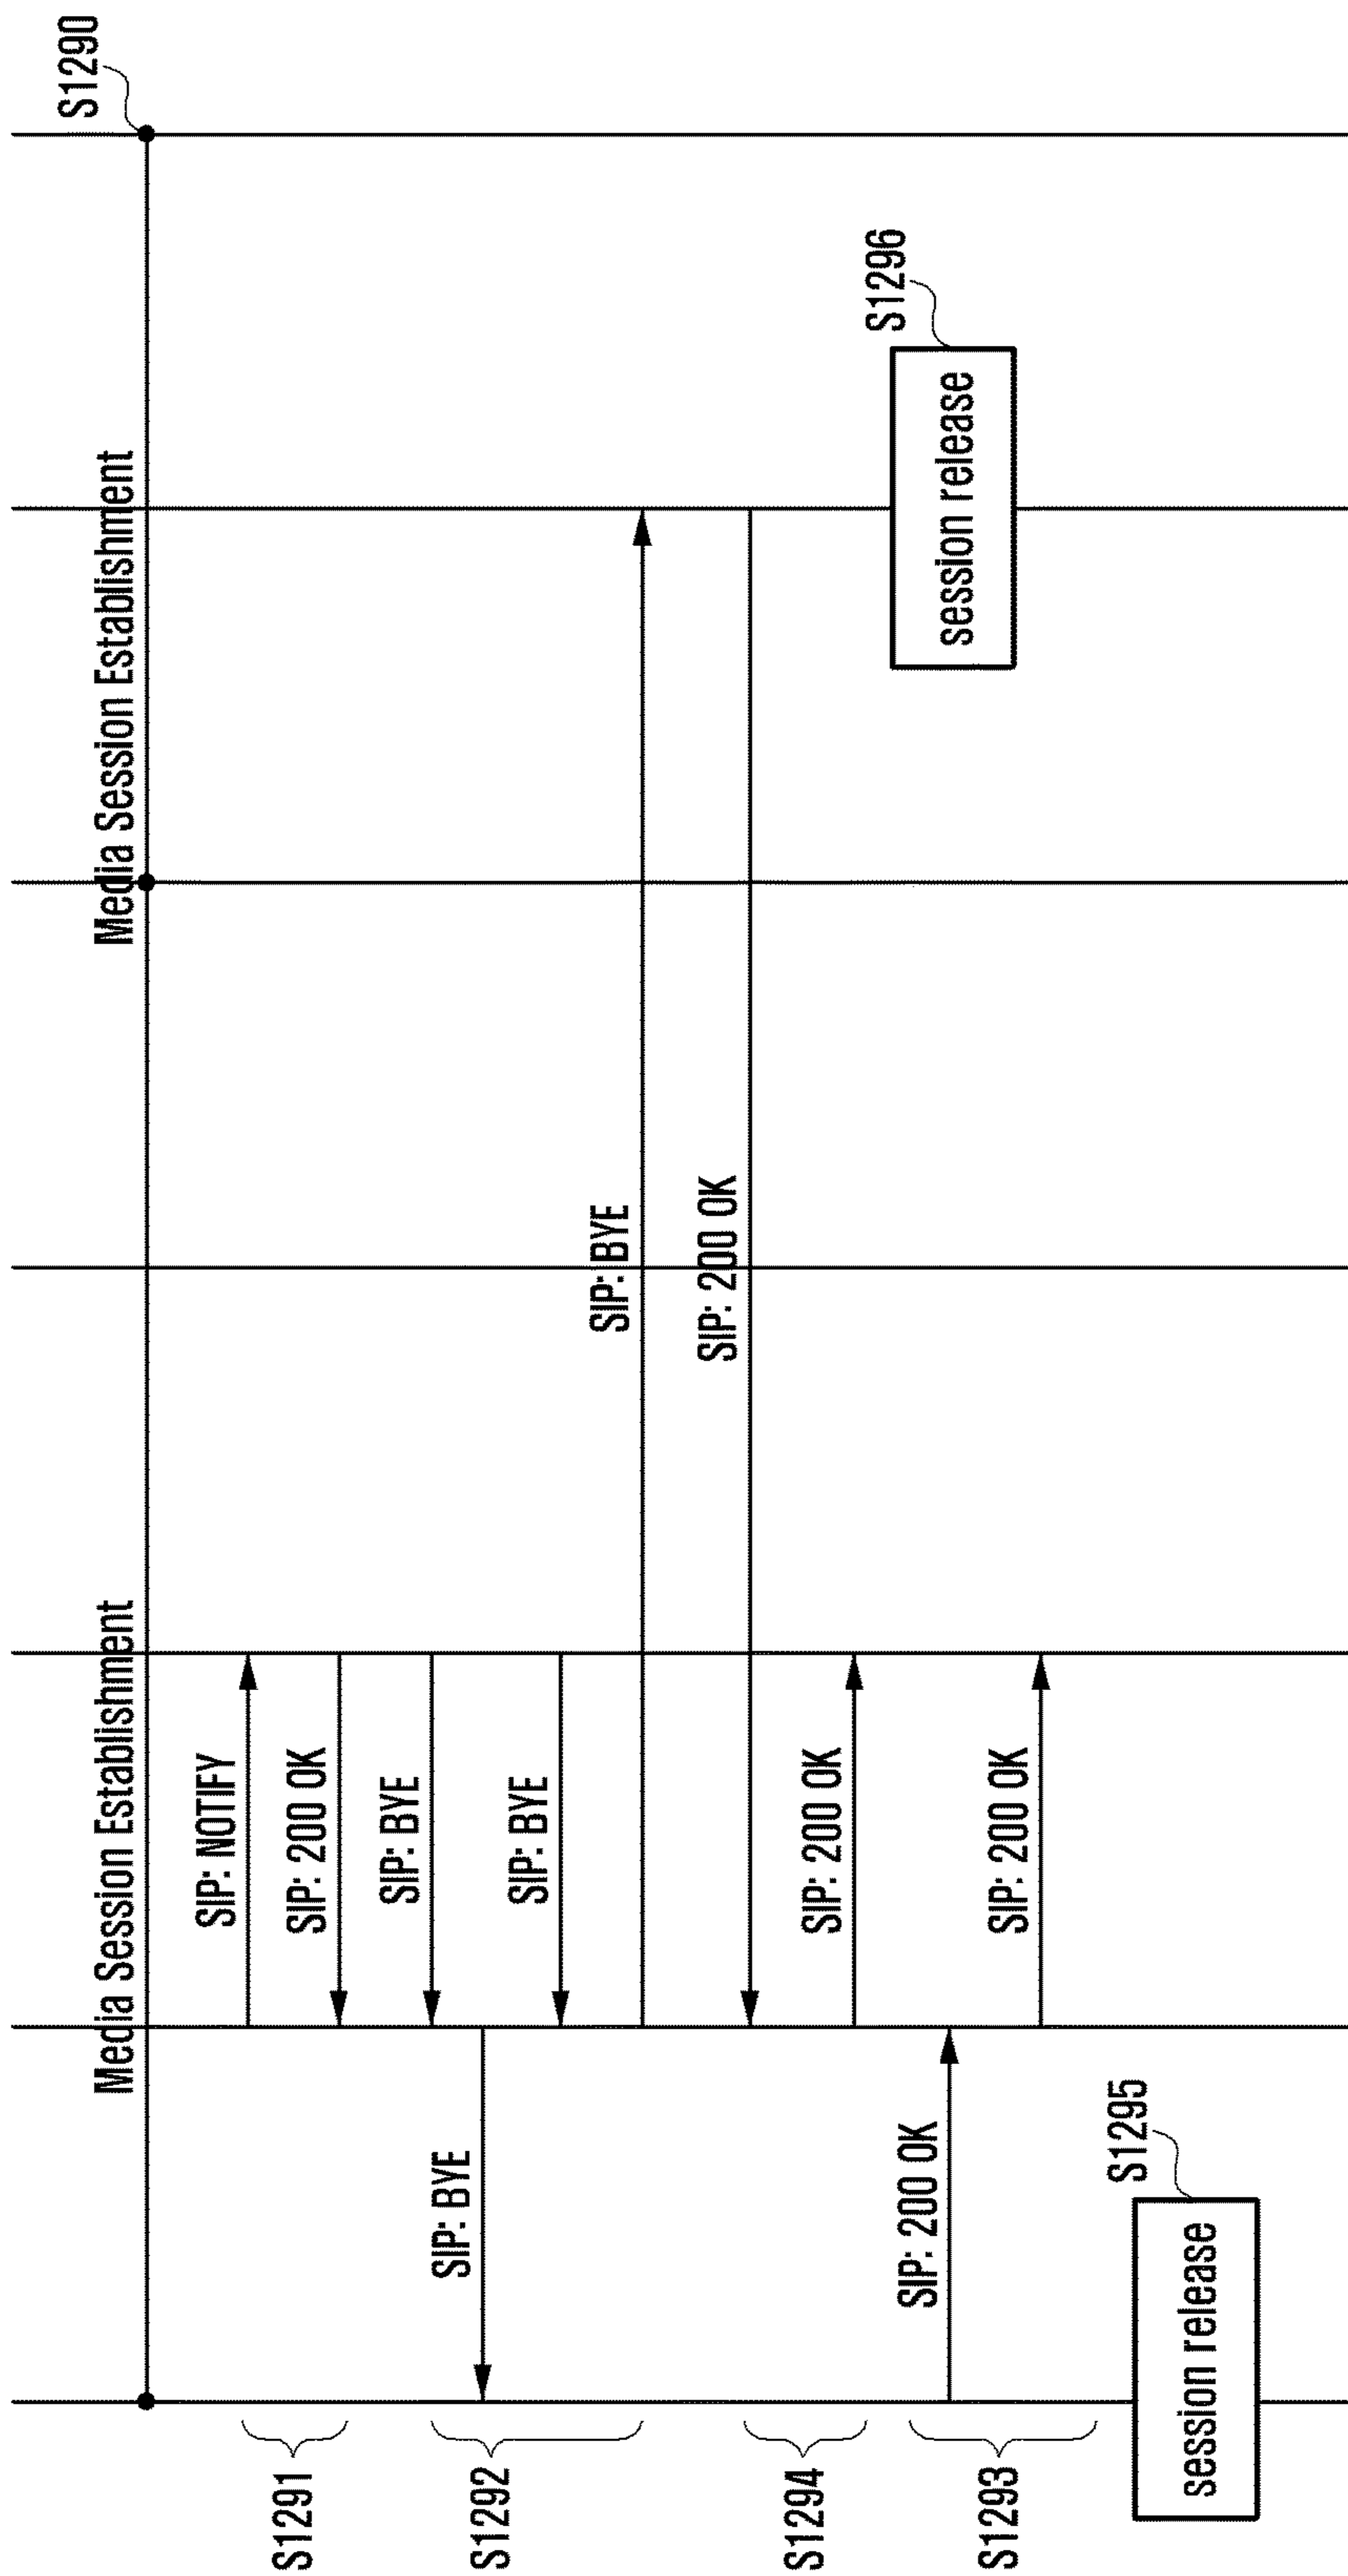 S1290
Media Session Establishment
Media Session Establishment
SIP: NOTIFY
S1291
SIP: 200 OK
SIP: BYE
SIP: BYE
S1292
SIP: BYE
SIP: BYE
SIP: 200 OK
S1294
SIP: 200 OK
SIP: 200 OK
S1296
session release
S1293
SIP: 200 OK
S1295
session release